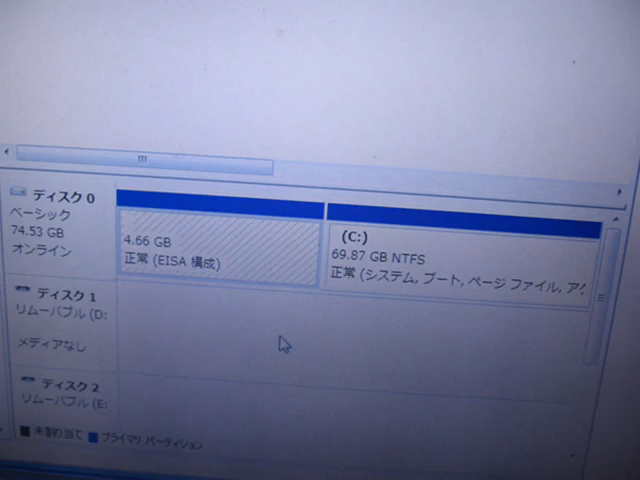 ディスク 0
ベーシック
74.53 GB
オンライン
4.66 GB
正常 (EISA 構成)
(C:)
69.87 GB NTFS
正常 (システム, ブート, ページ ファイル, ア
ディスク 1
リムーバブル (D:
メディアなし
ディスク 2
リムーバブル (E:
未割り当て プライマリ パーティション